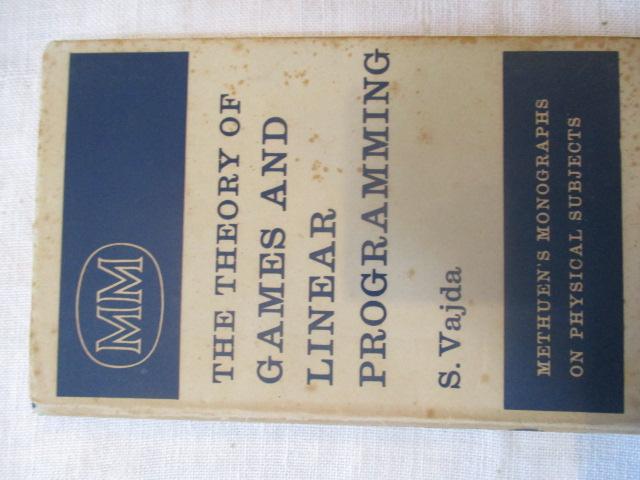 MM
THE THEORY OF
GAMES AND
LINEAR
PROGRAMMING
S. Vajda
METHUEN'S MONOGRAPHS
ON PHYSICAL SUBJECTS